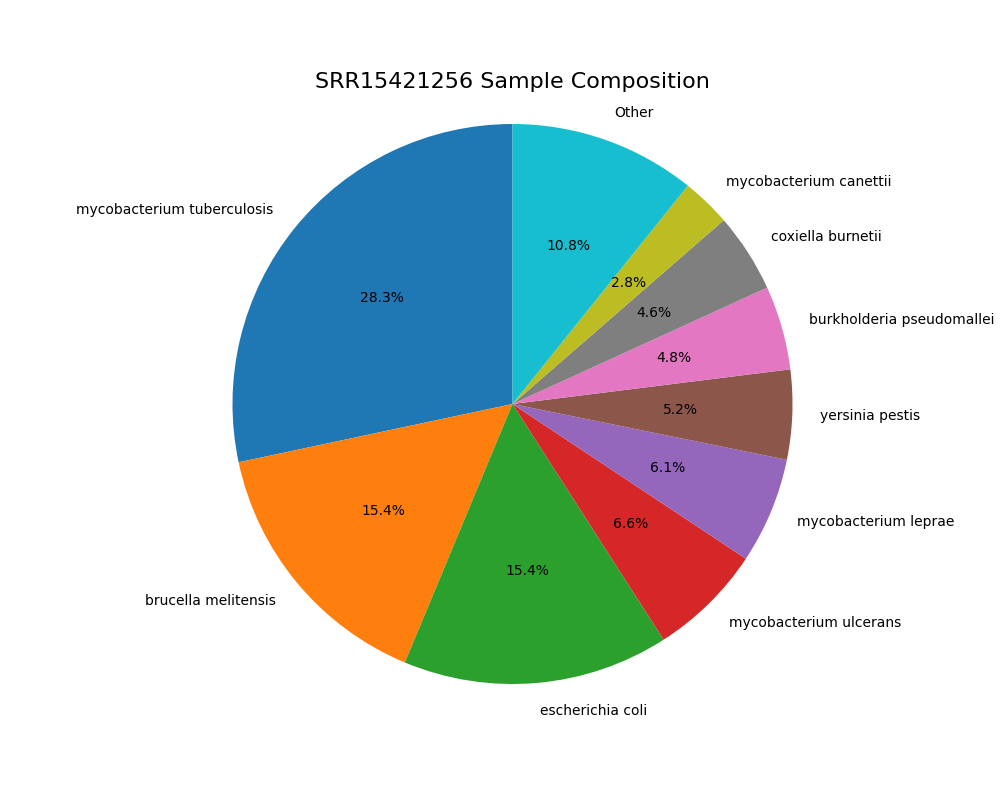 SRR15421256 Sample Composition
Other
mycobacterium canettii
mycobacterium tuberculosis
coxiella burnetii
10.8%
2.8%
28.3%
4.6%
burkholderia pseudomallei
4.8%
5.2%
yersinia pestis
6.1%
15.4%
6.6%
mycobacterium leprae
15.4%
brucella melitensis
mycobacterium ulcerans
escherichia coli